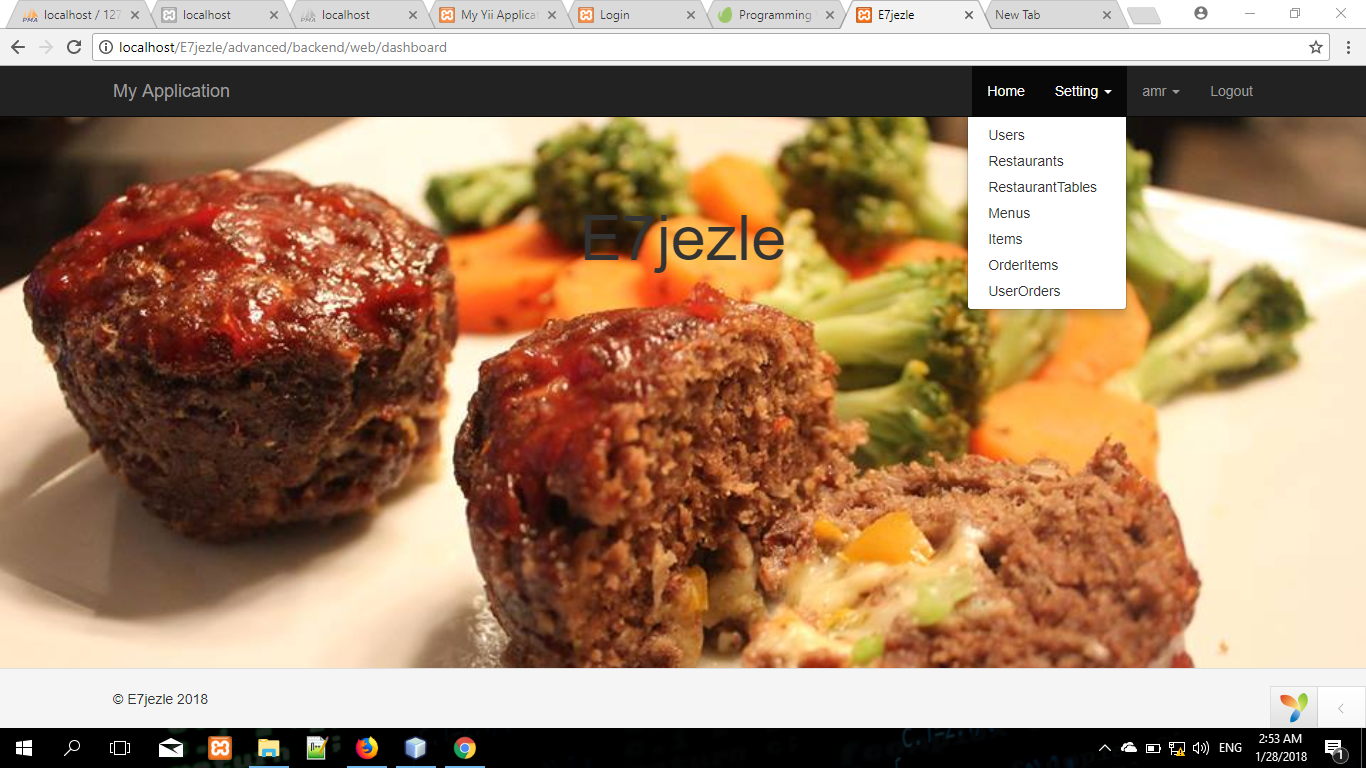 localhost / 127
localhost
localhost
My Yii Applicat
Login
Programming
E7jezle
New Tab
localhost/E7jezle/advanced/backend/web/dashboard
My Application
Home
Setting
amr
Logout
Users
Restaurants
RestaurantTables
Menus
Items
OrderItems
UserOrders
E7jezle
© E7jezle 2018
ENG
2:53 AM
1/28/2018
1